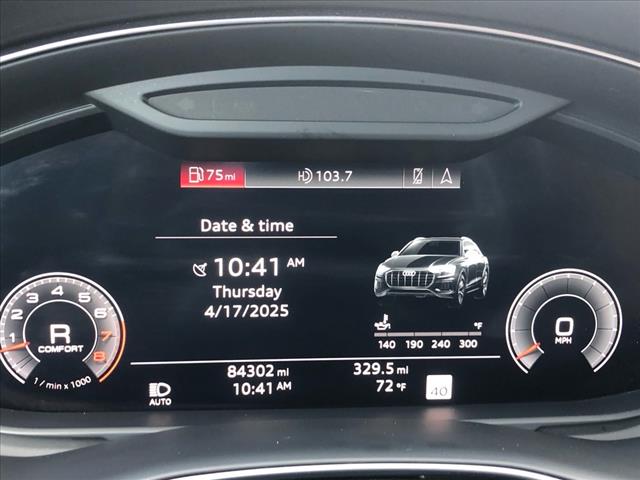 75 mi
HD 103.7
Date & time
10:41 AM
Thursday
4/17/2025
1 2 3 4 5 6 7 8
R
COMFORT
1 / min x 1000
0
MPH
°F
140 190 240 300
84302 mi 329.5 mi
AUTO 10:41 AM 72 °F 40